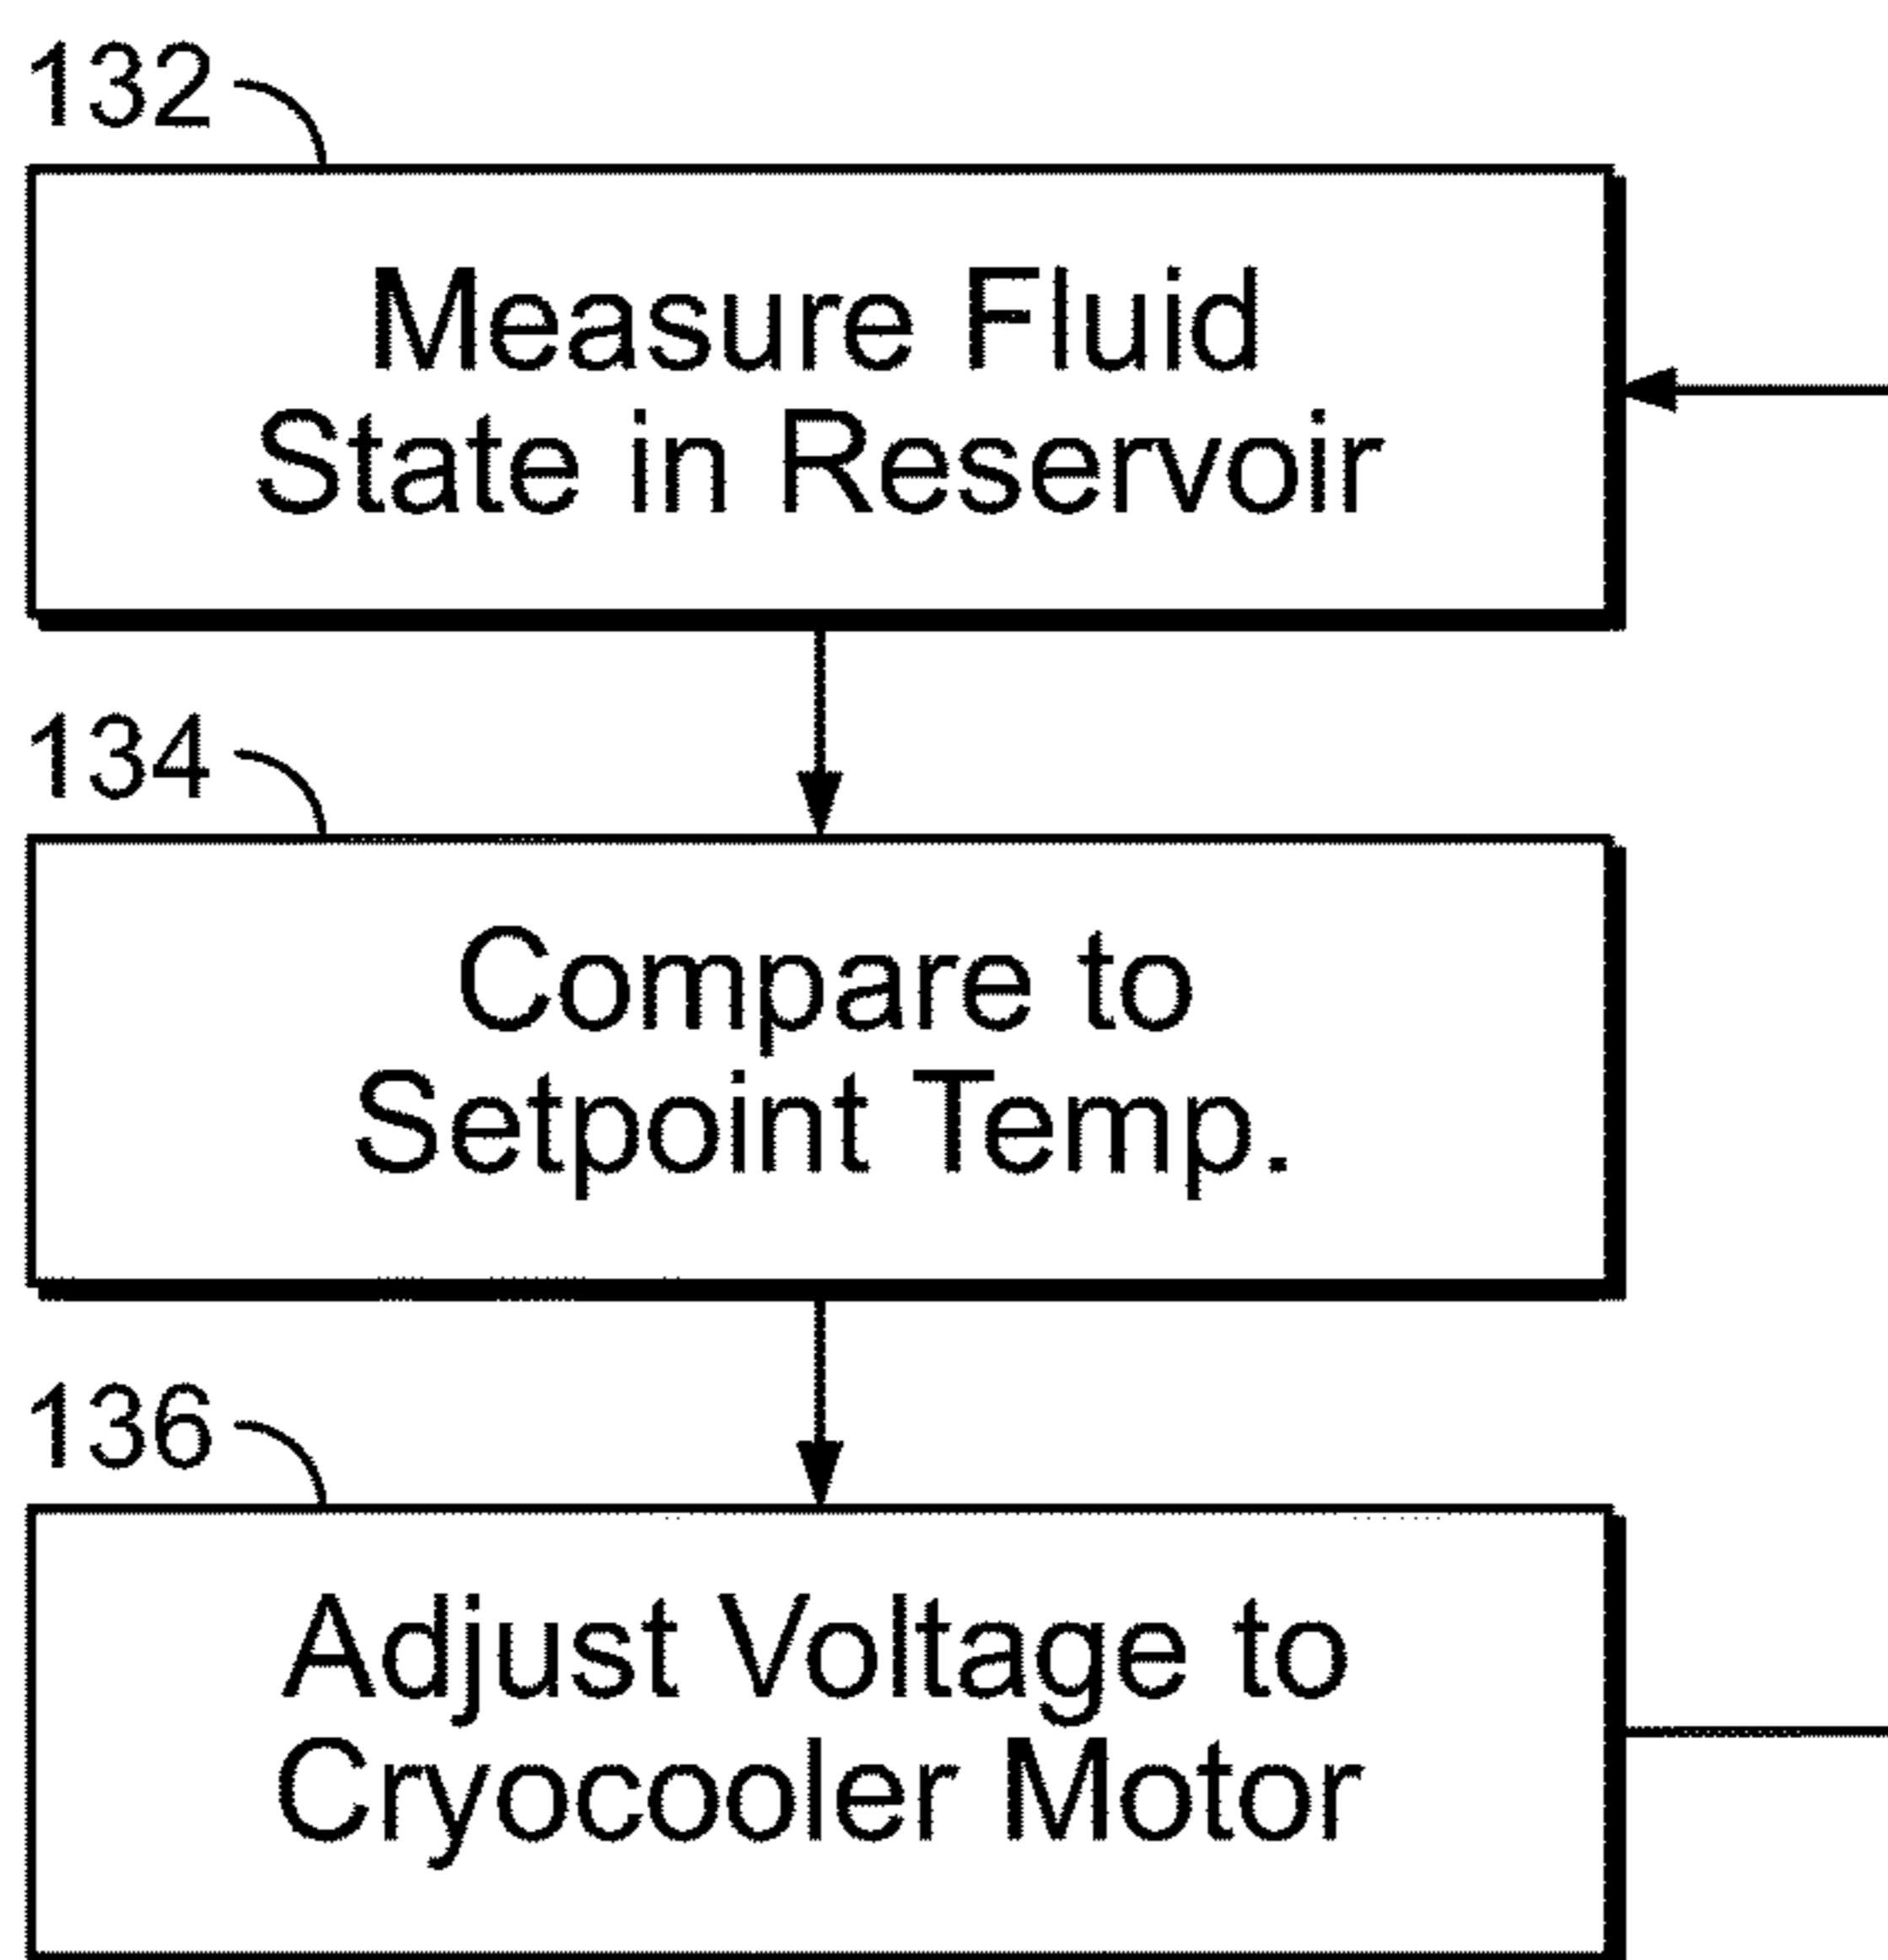 132
Measure Fluid
State in Reservoir
134
Compare to
Setpoint Temp.
136
Adjust Voltage to
Cryocooler Motor